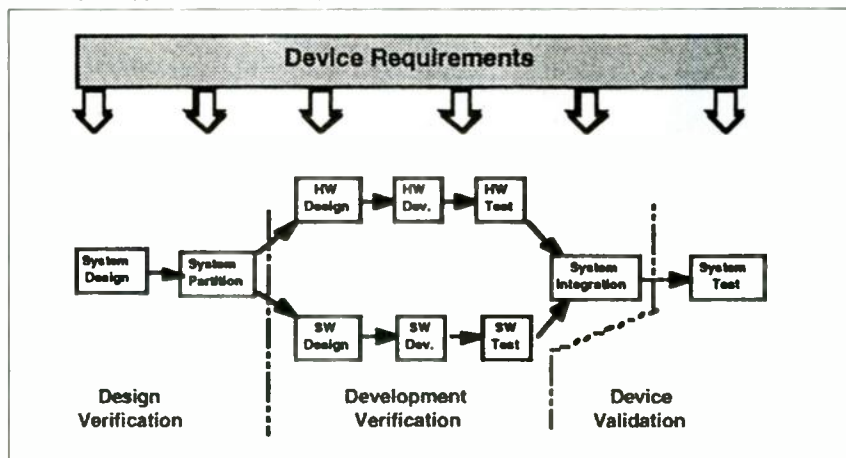 Device Requirements
HW
Design
HW
Dev.
HW
Test
System
Design
System
Partition
System
Integration
System
Test
SW
Design
SW
Dev.
SW
Test
Design
Verification
Development
Verification
Device
Validation